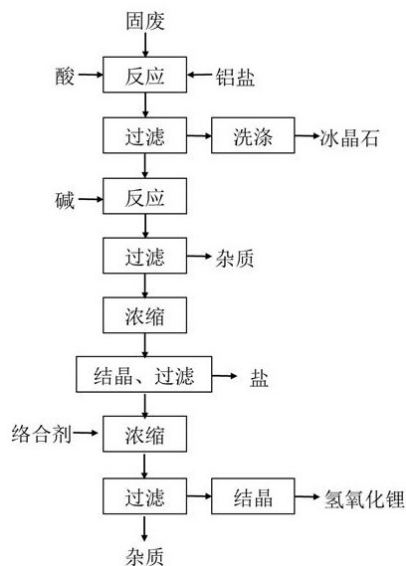 固废
酸
反应
铝盐
过滤
洗涤
冰晶石
碱
反应
过滤
杂质
浓缩
结晶、过滤
盐
络合剂
浓缩
过滤
结晶
氢氧化锂
杂质